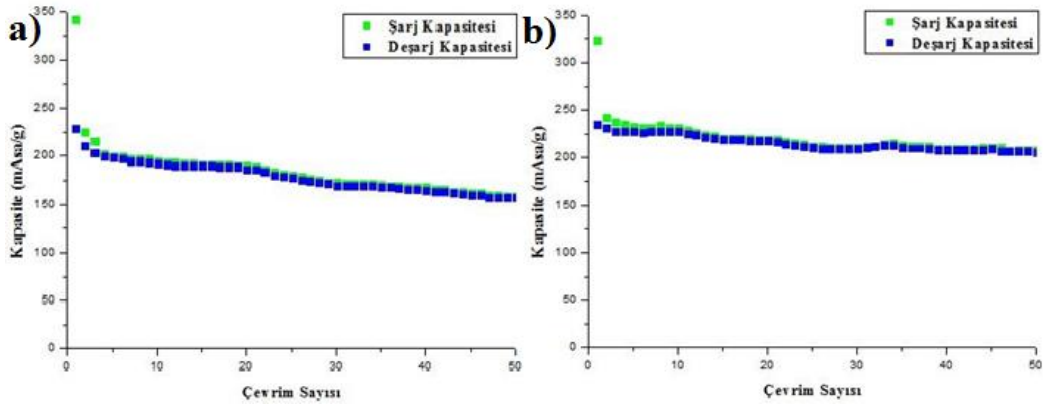 a)
Şarj Kapasitesi
Deşarj Kapasitesi
350
300
250
200
150
100
50
0
Kapasite (mAsa/g)
0 10 20 30 40 50
Çevrim Sayısı
b)
Şarj Kapasitesi
Deşarj Kapasitesi
350
300
250
200
150
100
50
0
Kapasite (mAsa/g)
0 10 20 30 40 50
Çevrim Sayısı